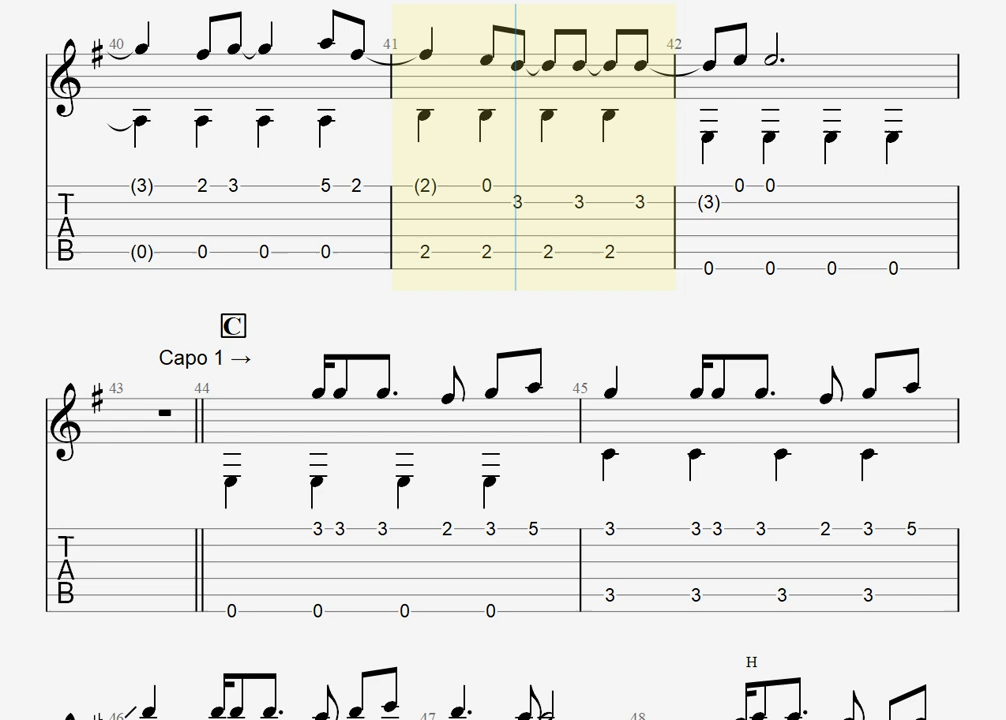 40 41 42
(3) 2 3 5 2 (2) 0 0 0
T 3 3 3 (3)
A
B (0) 0 0 0 2 2 2 2
0 0 0 0
C
Capo 1 →
43 44 45
3 3 3 2 3 5 3 3 3 3 2 3 5
T
A
B 3 3 3 3
0 0 0 0
H
46 47 48